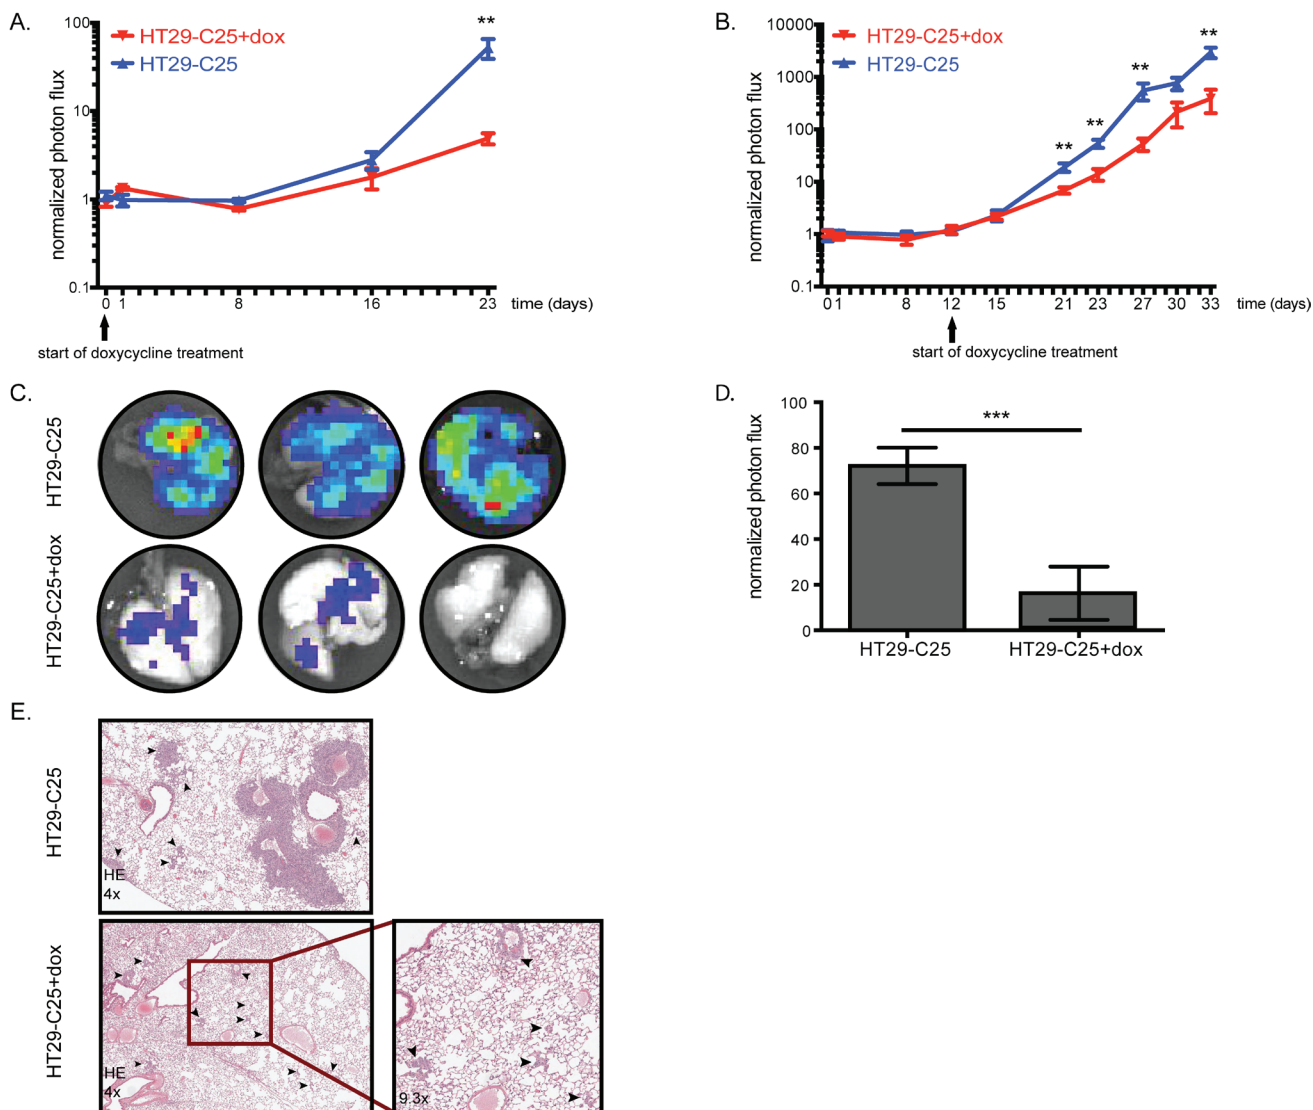 A.
100
10
1
0.1
normalized photon flux
HT29-C25+dox
HT29-C25
**
0 1 8 16 23 time (days)
start of doxycycline treatment
B.
10000
1000
100
10
1
0.1
normalized photon flux
HT29-C25+dox
HT29-C25
** ** ** **
0 1 8 12 15 21 23 27 30 33 time (days)
start of doxycycline treatment
C.
HT29-C25
HT29-C25+dox
D.
100
80
60
40
20
0
normalized photon flux
***
HT29-C25 HT29-C25+dox
E.
HT29-C25
HE
4x
HT29-C25+dox
HE
4x
9.3x